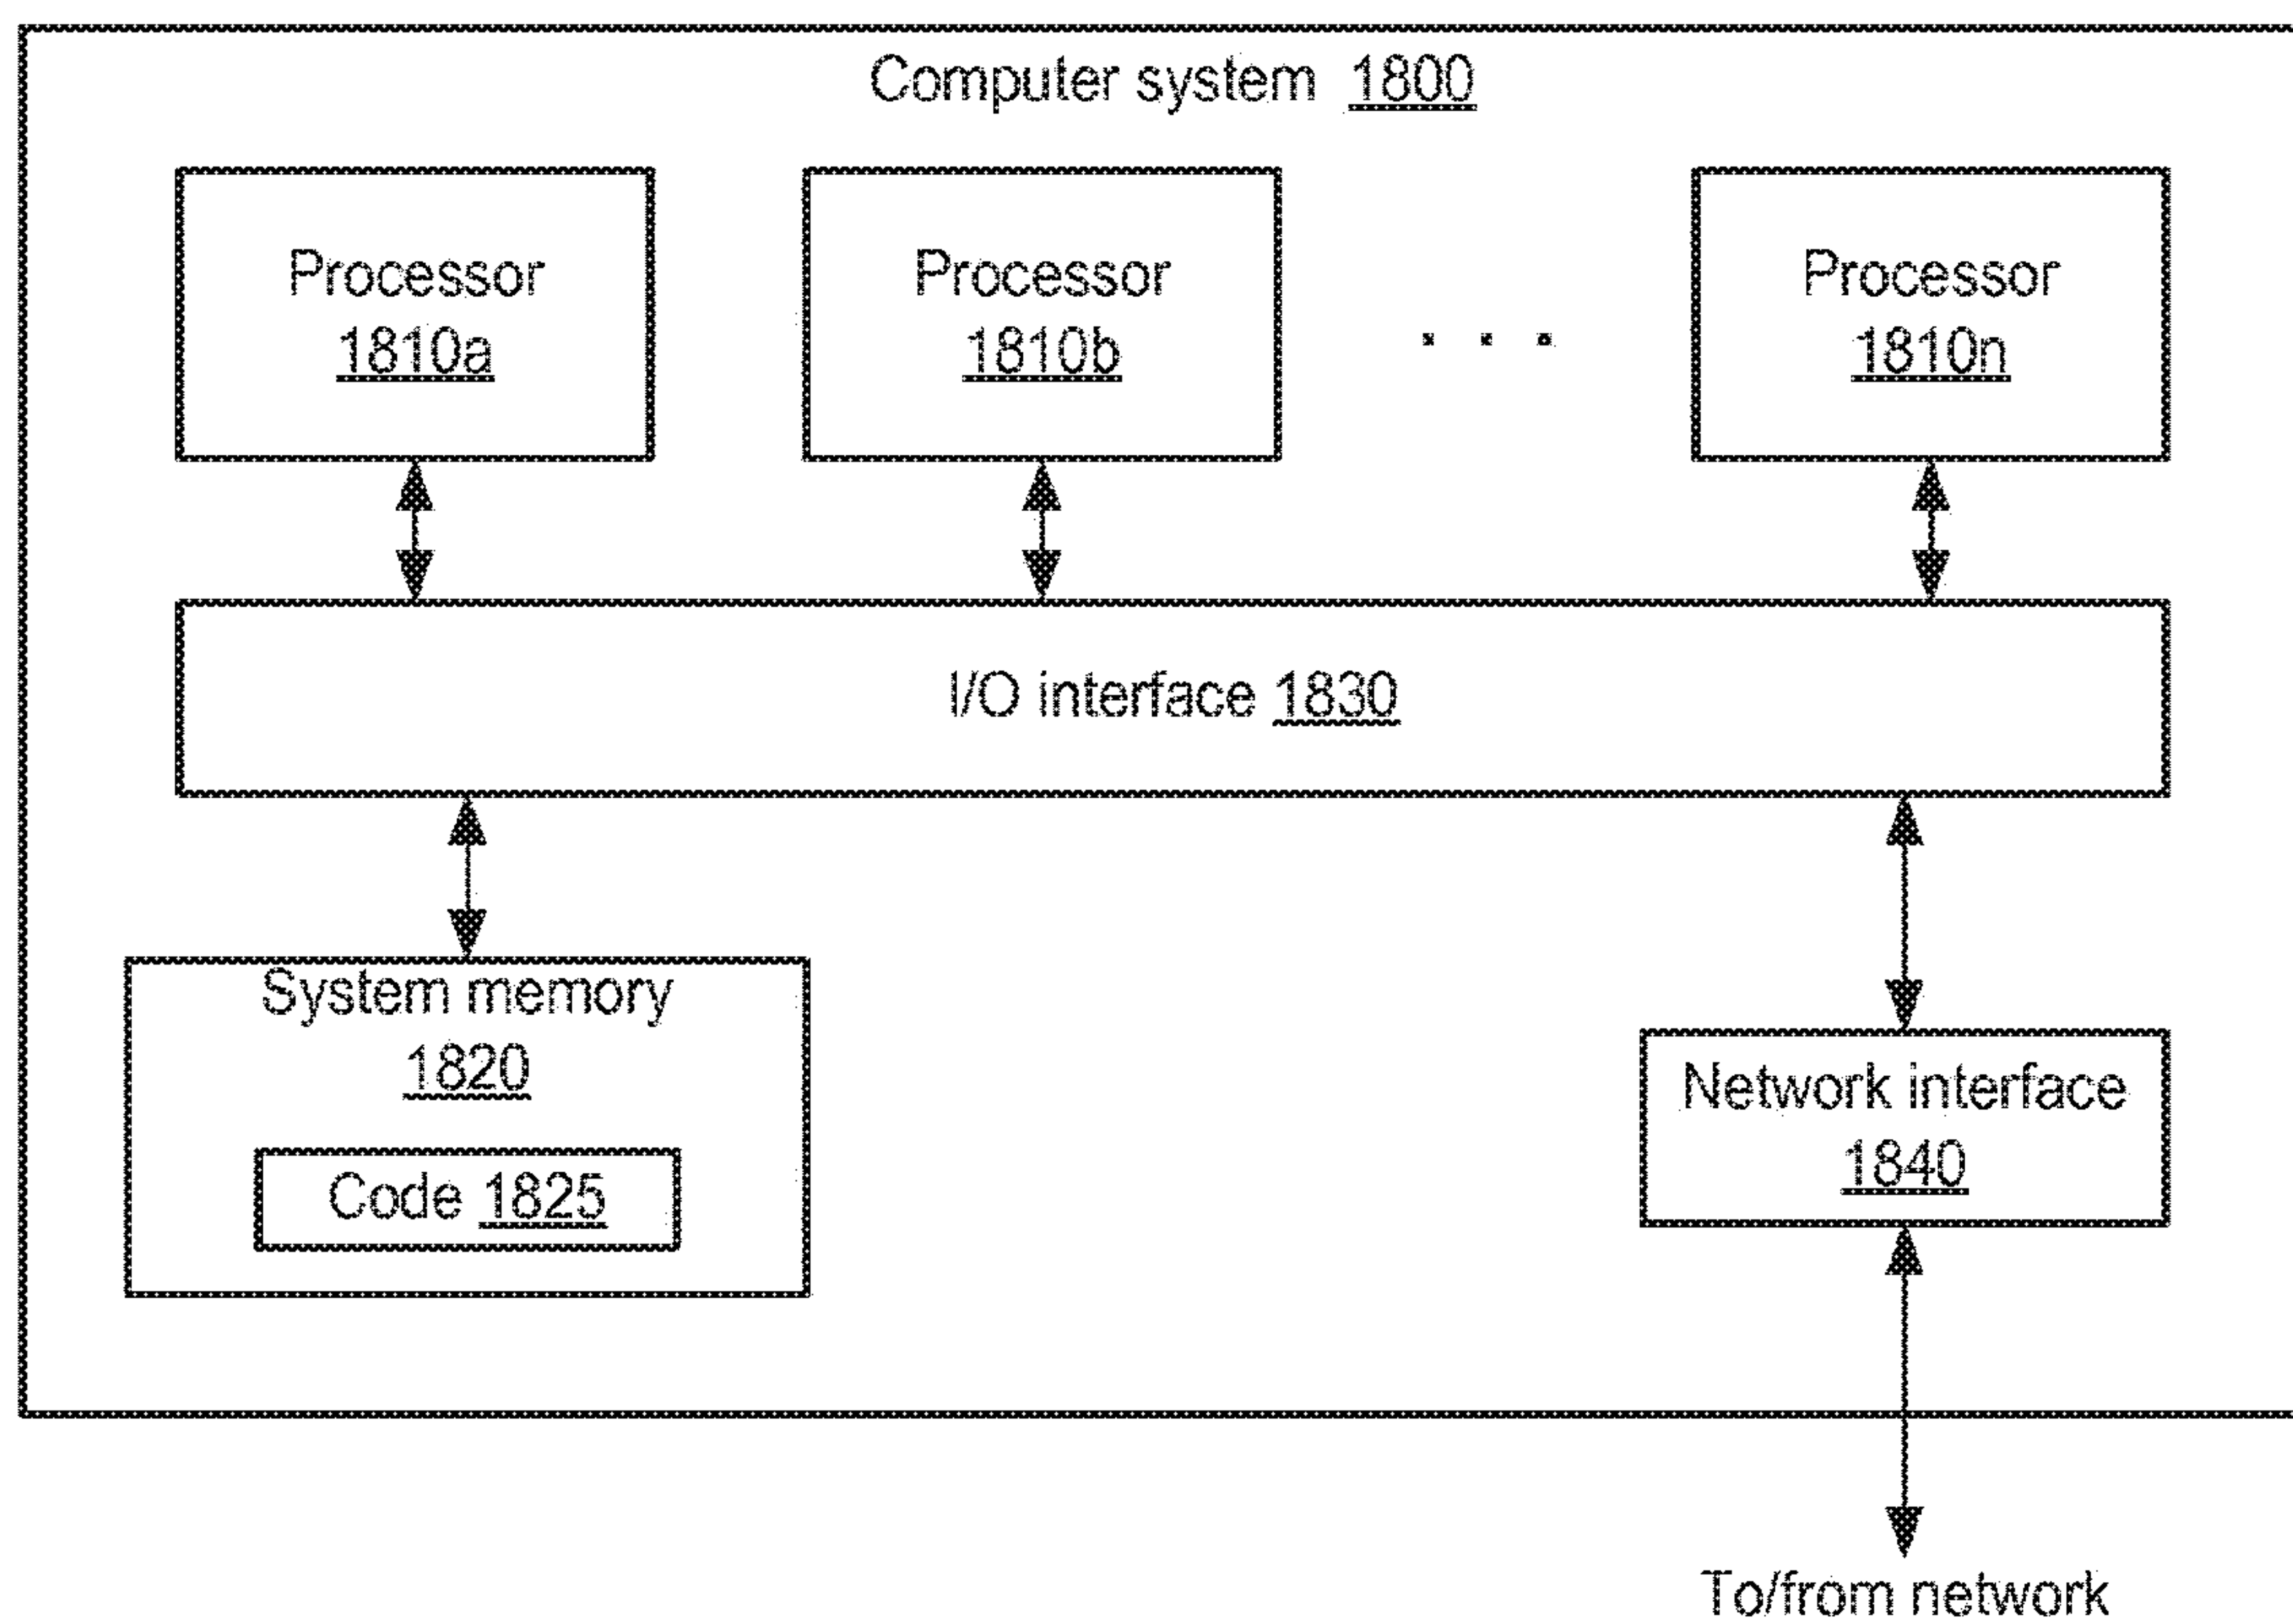 Computer system 1800
Processor
1810a
Processor
1810b
. . .
Processor
1810n
I/O interface 1830
System memory
1820
Code 1825
Network interface
1840
To/from network